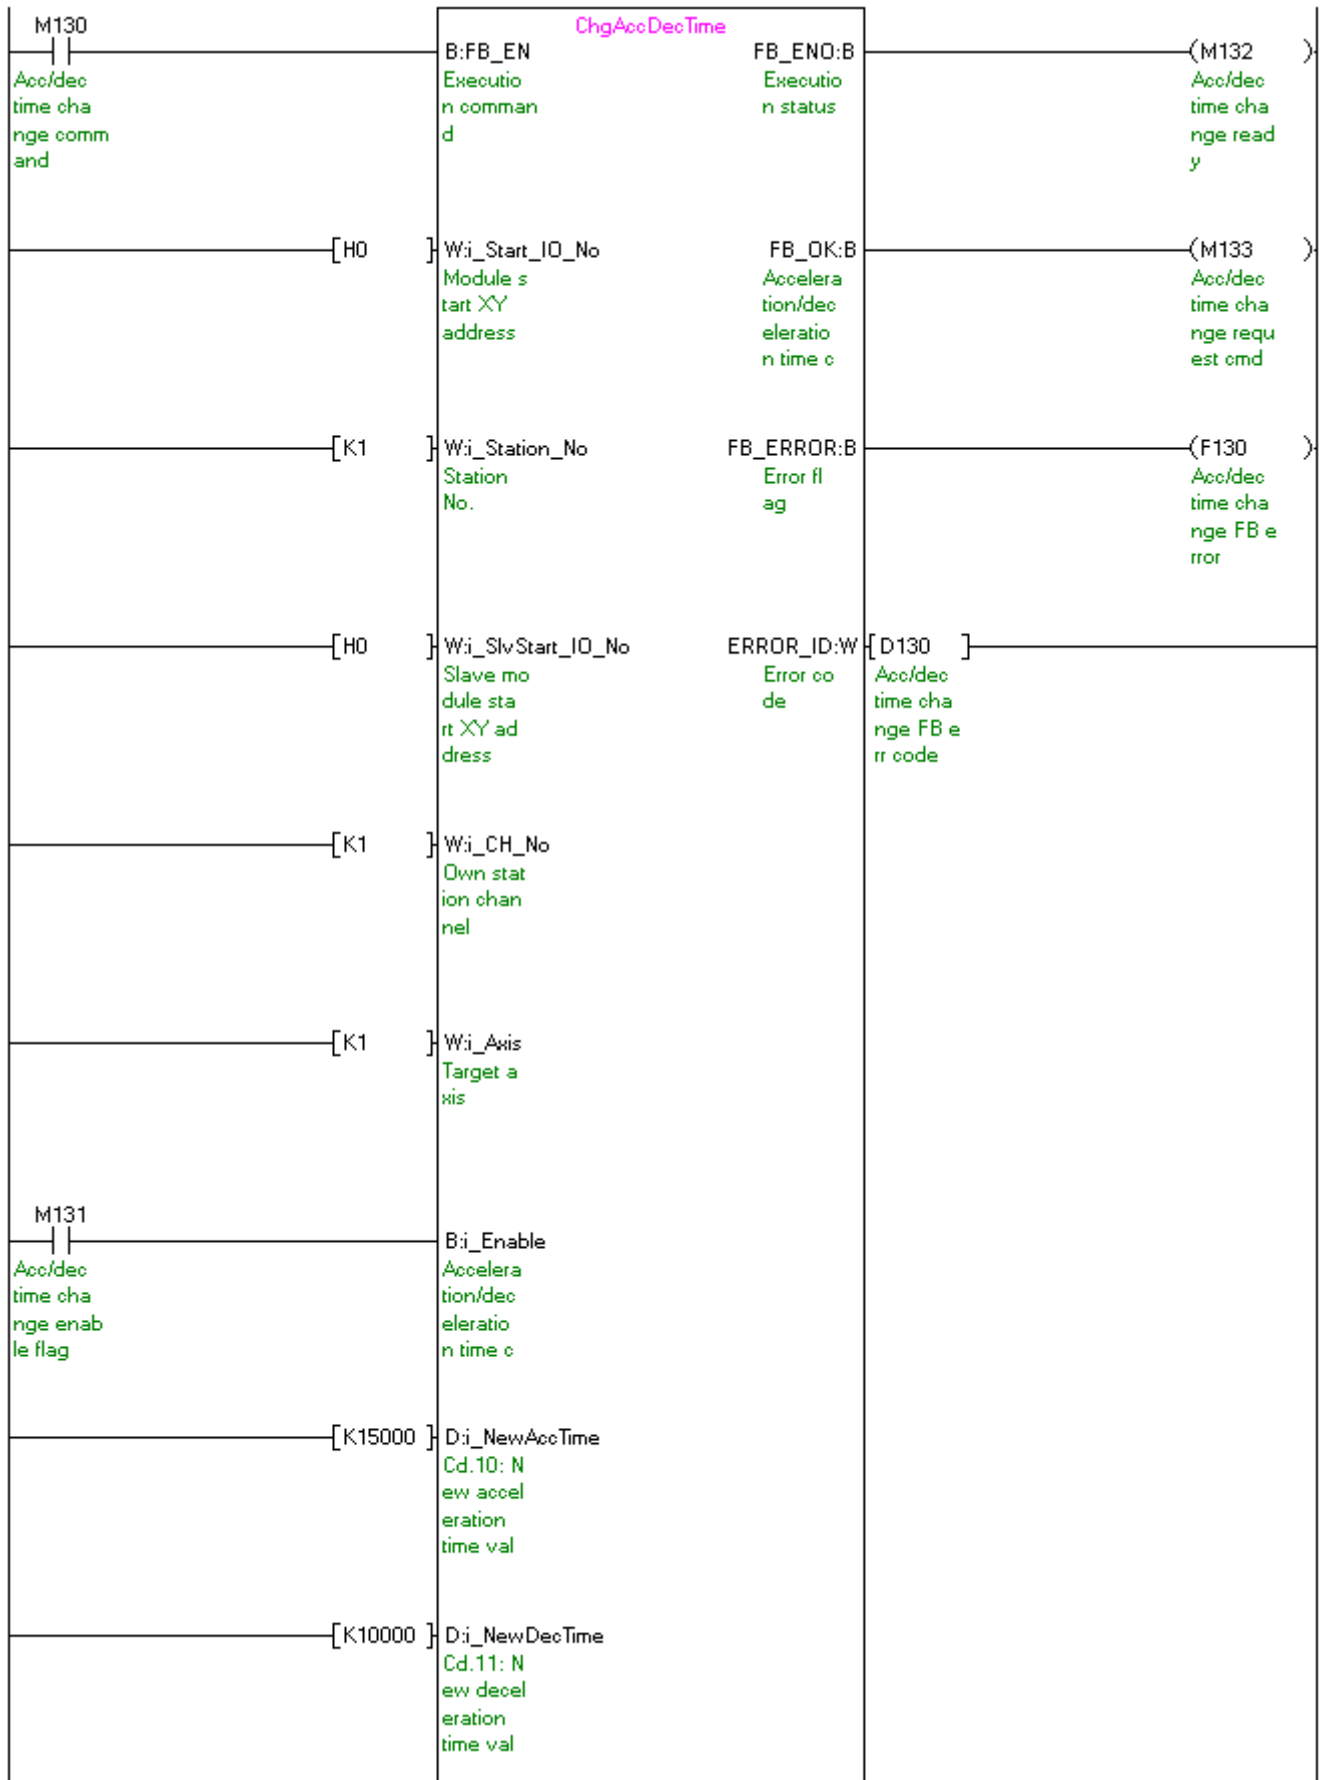 M130
ChgAccDecTime
B:FB_EN
FB_ENO:B
(M132 )
Acc/dec
time cha
nge comm
and
Executio
n comman
d
Executio
n status
Acc/dec
time cha
nge read
y
[H0 ]
W:i_Start_IO_No
FB_OK:B
(M133 )
Module s
tart XY
address
Accelera
tion/dec
eleratio
n time c
Acc/dec
time cha
nge requ
est cmd
[K1 ]
W:i_Station_No
FB_ERROR:B
(F130 )
Station
No.
Error fl
ag
Acc/dec
time cha
nge FB e
rror
[H0 ]
W:i_SlvStart_IO_No
ERROR_ID:W
[D130 ]
Slave mo
dule sta
rt XY ad
dress
Error co
de
Acc/dec
time cha
nge FB e
rr code
[K1 ]
W:i_CH_No
Own stat
ion chan
nel
[K1 ]
W:i_Axis
Target a
xis
M131
B:i_Enable
Acc/dec
time cha
nge enab
le flag
Accelera
tion/dec
eleratio
n time c
[K15000 ]
D:i_NewAccTime
Cd.10: N
ew accel
eration
time val
[K10000 ]
D:i_NewDecTime
Cd.11: N
ew decel
eration
time val